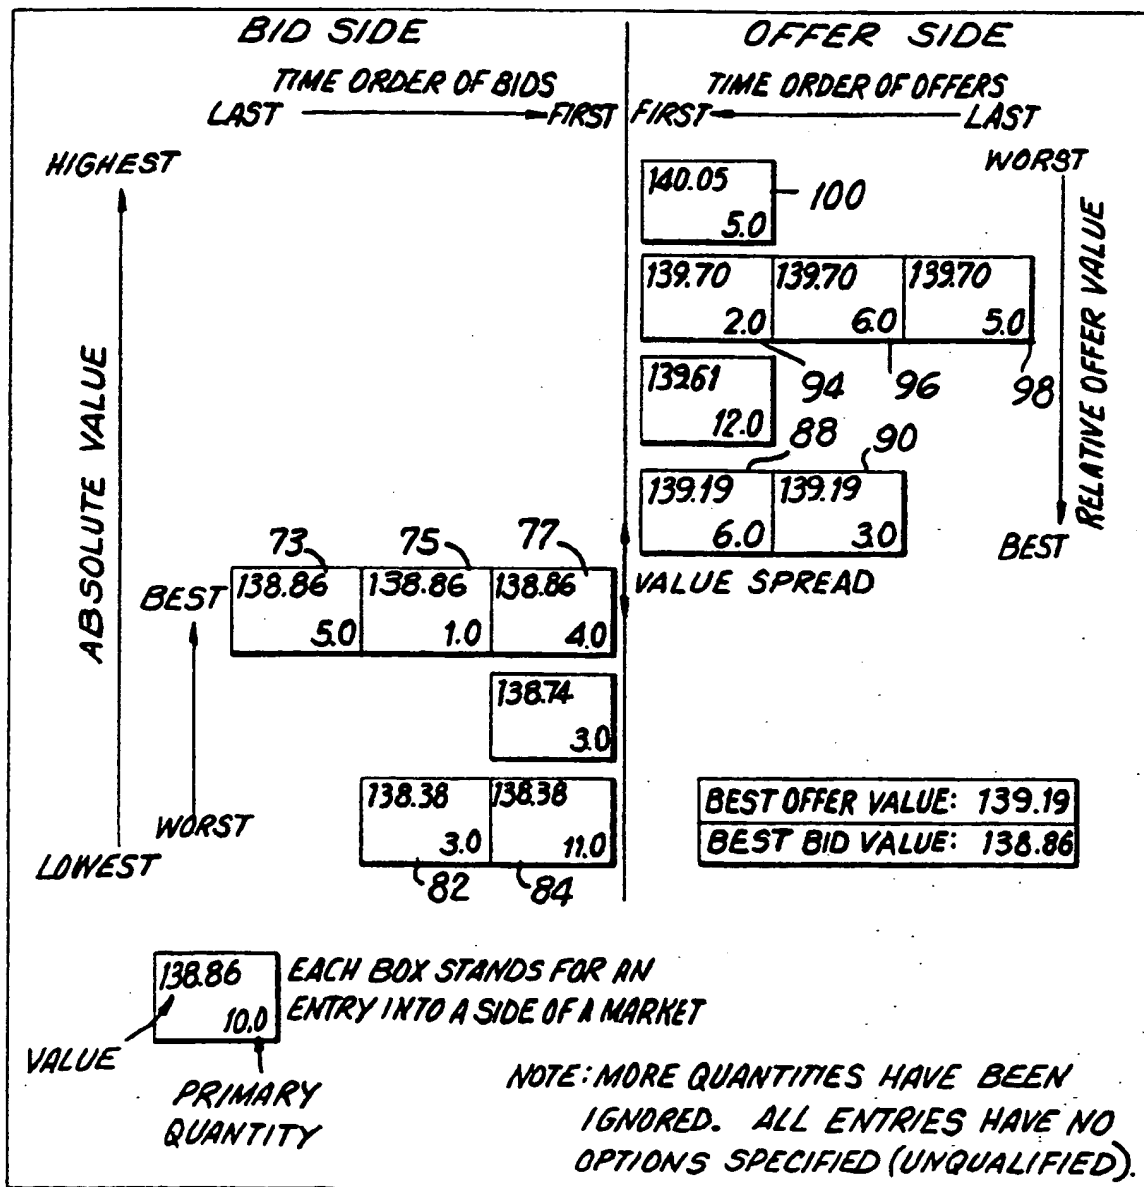 BID SIDE
OFFER SIDE
TIME ORDER OF BIDS
LAST FIRST
TIME ORDER OF OFFERS
FIRST LAST
HIGHEST
ABSOLUTE VALUE
LOWEST
WORST
RELATIVE OFFER VALUE
BEST
140.05
5.0
100
139.70 139.70 139.70
2.0 6.0 5.0
94 96 98
139.61
12.0
88 90
139.19 139.19
6.0 3.0
VALUE SPREAD
73 75 77
BEST
138.86 138.86 138.86
5.0 1.0 4.0
138.74
3.0
WORST
138.38 138.38
3.0 11.0
82 84
BEST OFFER VALUE: 139.19
BEST BID VALUE: 138.86
138.86
10.0
VALUE
PRIMARY
QUANTITY
EACH BOX STANDS FOR AN
ENTRY INTO A SIDE OF A MARKET
NOTE: MORE QUANTITIES HAVE BEEN
IGNORED. ALL ENTRIES HAVE NO
OPTIONS SPECIFIED (UNQUALIFIED).